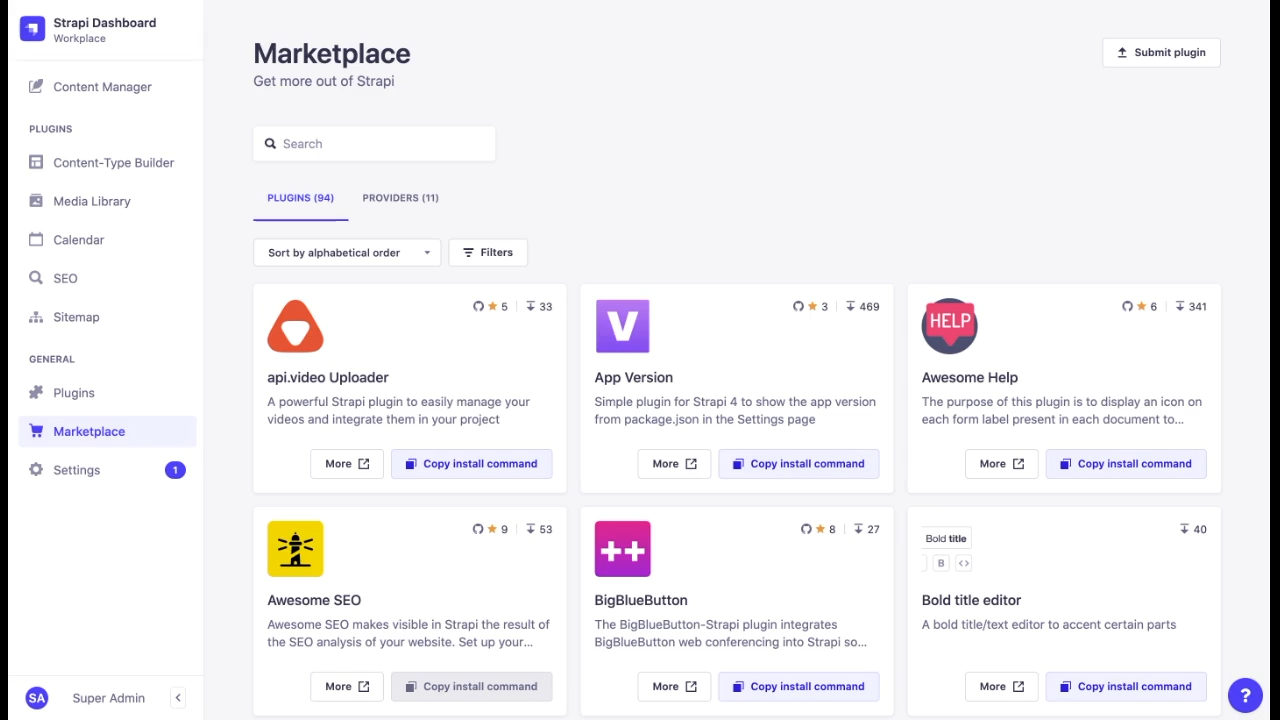 Strapi Dashboard
Workplace
Content Manager
PLUGINS
Content-Type Builder
Media Library
Calendar
SEO
Sitemap
GENERAL
Plugins
Marketplace
Settings
1
SA
Super Admin
Marketplace
Get more out of Strapi
Submit plugin
Search
PLUGINS (94)
PROVIDERS (11)
Sort by alphabetical order
Filters
5
33
api.video Uploader
A powerful Strapi plugin to easily manage your
videos and integrate them in your project
More
Copy install command
V
3
469
App Version
Simple plugin for Strapi 4 to show the app version
from package.json in the Settings page
More
Copy install command
HELP
6
341
Awesome Help
The purpose of this plugin is to display an icon on
each form label present in each document to...
More
Copy install command
9
53
Awesome SEO
Awesome SEO makes visible in Strapi the result of
the SEO analysis of your website. Set up your...
More
Copy install command
++
8
27
BigBlueButton
The BigBlueButton-Strapi plugin integrates
BigBlueButton web conferencing into Strapi so...
More
Copy install command
Bold title
B <>
40
Bold title editor
A bold title/text editor to accent certain parts
More
Copy install command
?